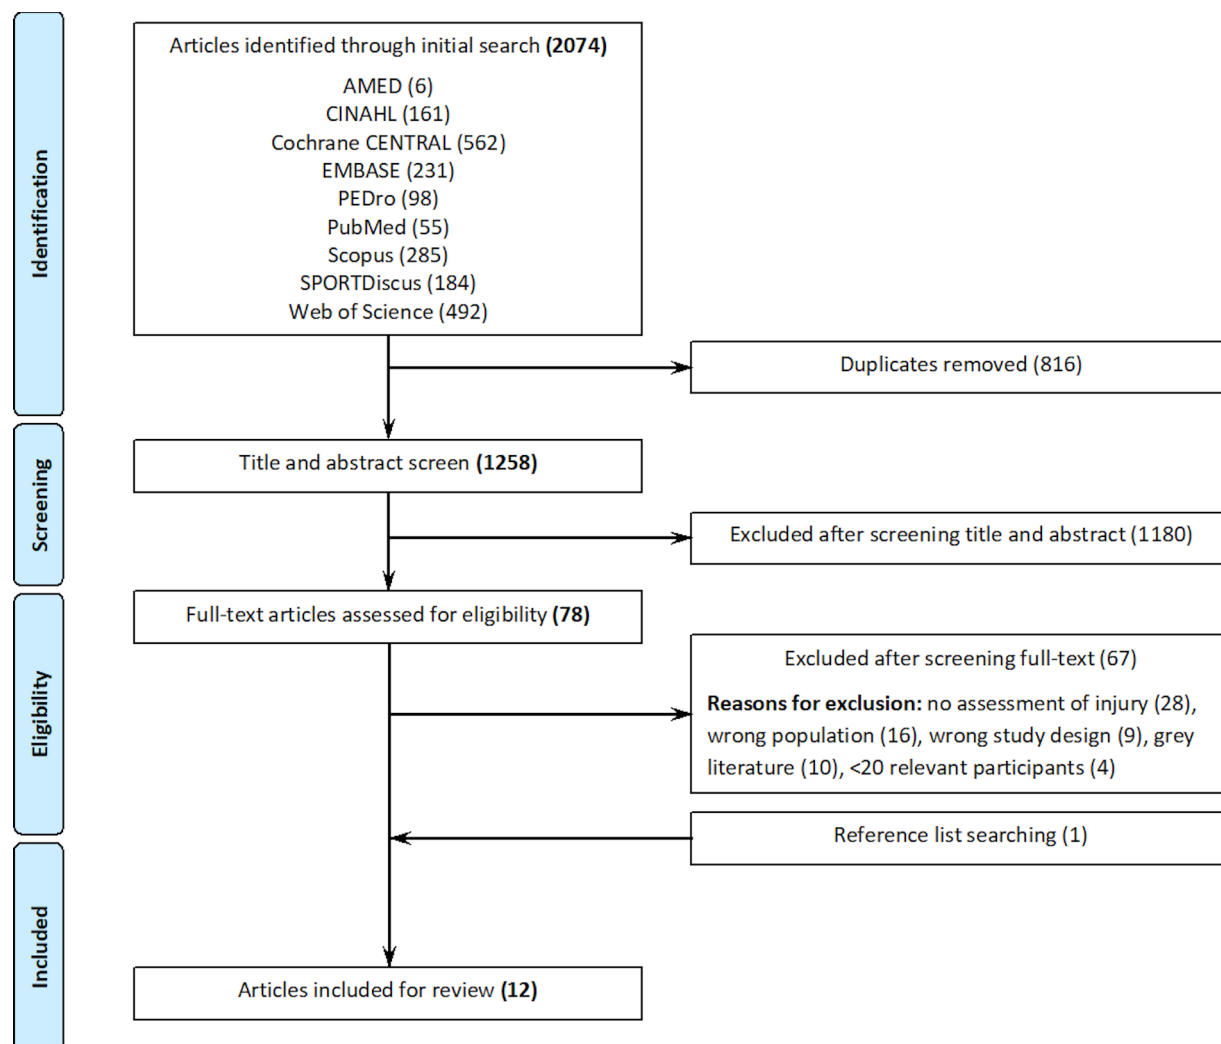 Identification
Articles identified through initial search (2074)
AMED (6)
CINAHL (161)
Cochrane CENTRAL (562)
EMBASE (231)
PEDro (98)
PubMed (55)
Scopus (285)
SPORTDiscus (184)
Web of Science (492)
Duplicates removed (816)
Screening
Title and abstract screen (1258)
Excluded after screening title and abstract (1180)
Eligibility
Full-text articles assessed for eligibility (78)
Excluded after screening full-text (67)
Reasons for exclusion: no assessment of injury (28),
wrong population (16), wrong study design (9), grey
literature (10), <20 relevant participants (4)
Reference list searching (1)
Included
Articles included for review (12)